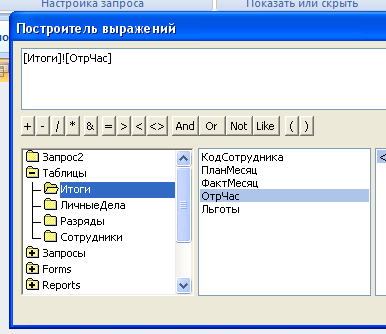 Настройка запроса
Показать или скрыть
Построитель выражений
[Итоги]![ОтрЧас]
+ - / * & = > < <> And Or Not Like ( )
Запрос2
Таблицы
Итоги
ЛичныеДела
Разряды
Сотрудники
Запросы
Forms
Reports
КодСотрудника
ПланМесяц
ФактМесяц
ОтрЧас
Льготы